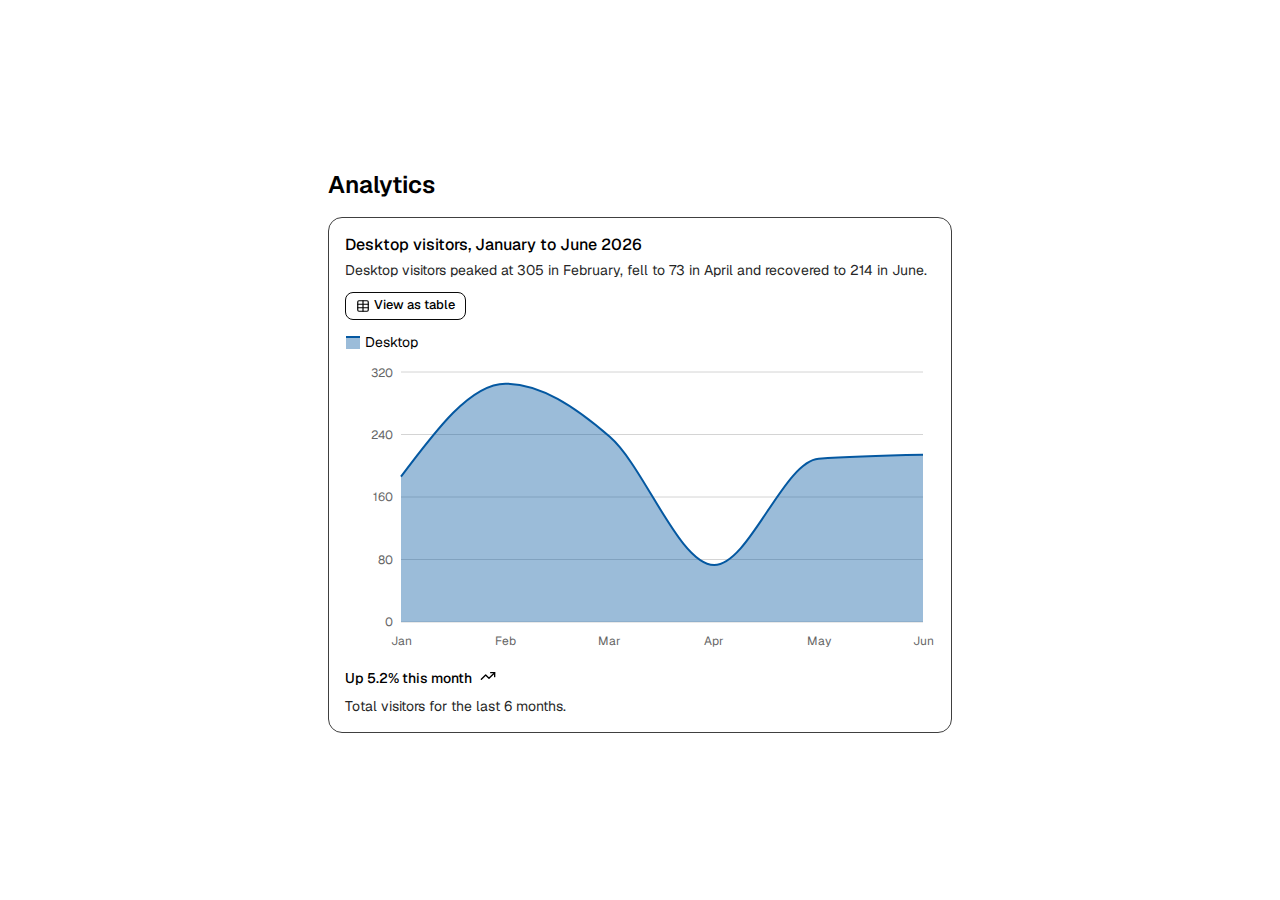 Analytics
Desktop visitors, January to June 2026
Desktop visitors peaked at 305 in February, fell to 73 in April and recovered to 214 in June.
View as table
Desktop
320
240
160
80
0
Jan Feb Mar Apr May Jun
Up 5.2% this month
Total visitors for the last 6 months.